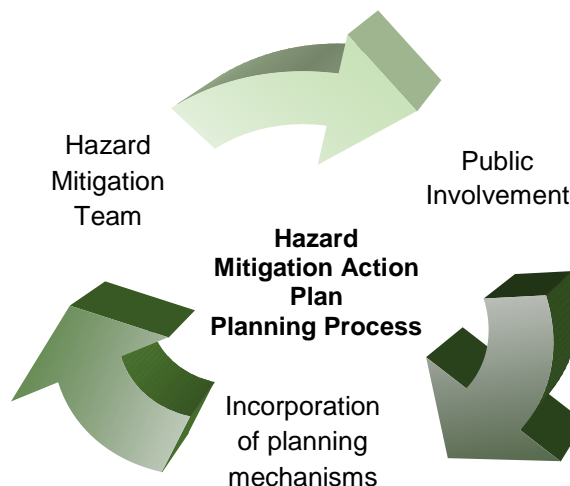 Hazard
Mitigation
Team
Public
Involvement
Hazard
Mitigation Action
Plan
Planning Process
Incorporation
of planning
mechanisms